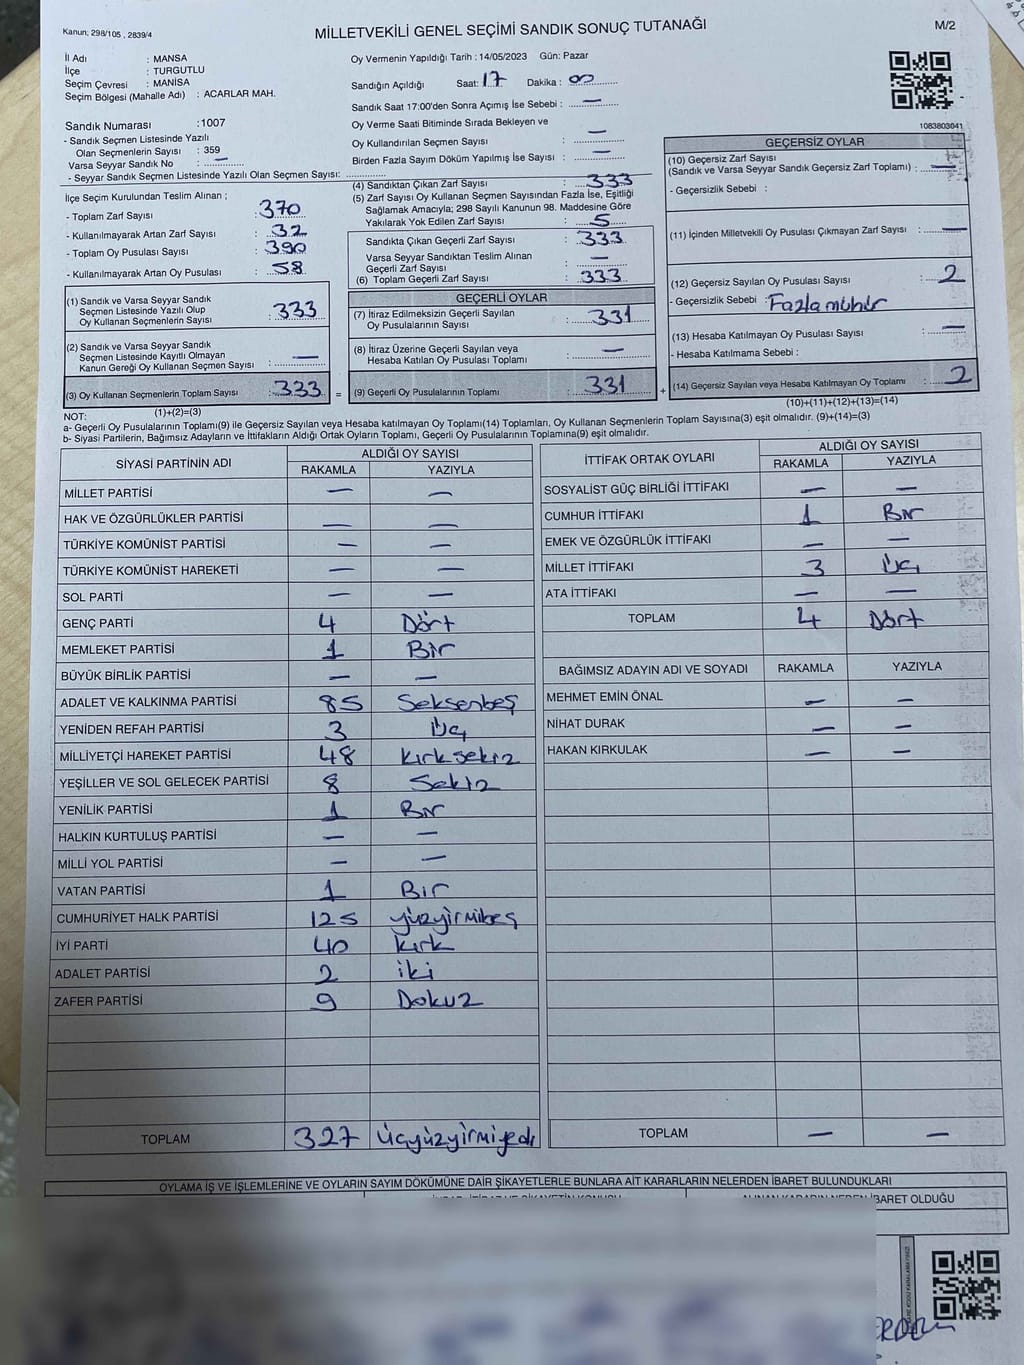 Kanun; 298/105 , 2839/4
MİLLETVEKİLİ GENEL SEÇİMİ SANDIK SONUÇ TUTANAĞI
M/2
İl Adı : MANİSA
İlçe : TURGUTLU
Seçim Çevresi : MANİSA
Seçim Bölgesi (Mahalle Adı) : ACARLAR MAH.
Oy Vermenin Yapıldığı Tarih : 14/05/2023 Gün: Pazar
Sandığın Açıldığı Saat: 17 Dakika : 00
Sandık Saat 17:00'den Sonra Açımış İse Sebebi : —
Oy Verme Saati Bitiminde Sırada Bekleyen ve
Oy Kullandırılan Seçmen Sayısı : —
Birden Fazla Sayım Döküm Yapılmış İse Sayısı : —
1083803041
Sandık Numarası : 1007
- Sandık Seçmen Listesinde Yazılı
Olan Seçmenlerin Sayısı : 359
Varsa Seyyar Sandık No : —
- Seyyar Sandık Seçmen Listesinde Yazılı Olan Seçmen Sayısı:
İlçe Seçim Kurulundan Teslim Alınan ;
- Toplam Zarf Sayısı : 370
- Kullanılmayarak Artan Zarf Sayısı : 32
- Toplam Oy Pusulası Sayısı : 390
- Kullanılmayarak Artan Oy Pusulası : 58
(1) Sandık ve Varsa Seyyar Sandık
Seçmen Listesinde Yazılı Olup
Oy Kullanan Seçmenlerin Sayısı : 333
(2) Sandık ve Varsa Seyyar Sandık
Seçmen Listesinde Kayıtlı Olmayan
Kanun Gereği Oy Kullanan Seçmen Sayısı : —
(3) Oy Kullanan Seçmenlerin Toplam Sayısı : 333 =
(1)+(2)=(3)
(4) Sandıktan Çıkan Zarf Sayısı : 333
(5) Zarf Sayısı Oy Kullanan Seçmen Sayısından Fazla İse, Eşitliği
Sağlamak Amacıyla; 298 Sayılı Kanunun 98. Maddesine Göre
Yakılarak Yok Edilen Zarf Sayısı : 5
Sandıkta Çıkan Geçerli Zarf Sayısı : 333
Varsa Seyyar Sandıktan Teslim Alınan
Geçerli Zarf Sayısı : —
(6) Toplam Geçerli Zarf Sayısı : 333
GEÇERLİ OYLAR
(7) İtiraz Edilmeksizin Geçerli Sayılan
Oy Pusulalarının Sayısı : 331
(8) İtiraz Üzerine Geçerli Sayılan veya
Hesaba Katılan Oy Pusulası Toplamı : —
(9) Geçerli Oy Pusulalarının Toplamı : 331 +
GEÇERSİZ OYLAR
(10) Geçersiz Zarf Sayısı
(Sandık ve Varsa Seyyar Sandık Geçersiz Zarf Toplamı) : —
- Geçersizlik Sebebi :
(11) İçinden Milletvekili Oy Pusulası Çıkmayan Zarf Sayısı : —
(12) Geçersiz Sayılan Oy Pusulası Sayısı : 2
- Geçersizlik Sebebi : Fazla mühür
(13) Hesaba Katılmayan Oy Pusulası Sayısı : —
- Hesaba Katılmama Sebebi :
(14) Geçersiz Sayılan veya Hesaba Katılmayan Oy Toplamı : 2
(10)+(11)+(12)+(13)=(14)
NOT:
a- Geçerli Oy Pusulalarının Toplamı(9) ile Geçersiz Sayılan veya Hesaba katılmayan Oy Toplamı(14) Toplamları, Oy Kullanan Seçmenlerin Toplam Sayısına(3) eşit olmalıdır. (9)+(14)=(3)
b- Siyasi Partilerin, Bağımsız Adayların ve İttifakların Aldığı Ortak Oyların Toplamı, Geçerli Oy Pusulalarının Toplamına(9) eşit olmalıdır.
SİYASİ PARTİNİN ADI ALDIĞI OY SAYISI
RAKAMLA YAZIYLA
MİLLET PARTİSİ — —
HAK VE ÖZGÜRLÜKLER PARTİSİ — —
TÜRKİYE KOMÜNİST PARTİSİ — —
TÜRKİYE KOMÜNİST HAREKETİ — —
SOL PARTİ — —
GENÇ PARTİ 4 Dört
MEMLEKET PARTİSİ 1 Bir
BÜYÜK BİRLİK PARTİSİ — —
ADALET VE KALKINMA PARTİSİ 85 Seksenbeş
YENİDEN REFAH PARTİSİ 3 Üç
MİLLİYETÇİ HAREKET PARTİSİ 48 kırksekiz
YEŞİLLER VE SOL GELECEK PARTİSİ 8 Sekiz
YENİLİK PARTİSİ 1 Bir
HALKIN KURTULUŞ PARTİSİ — —
MİLLİ YOL PARTİSİ — —
VATAN PARTİSİ 1 Bir
CUMHURİYET HALK PARTİSİ 125 yüzyirmibeş
İYİ PARTİ 40 kırk
ADALET PARTİSİ 2 iki
ZAFER PARTİSİ 9 Dokuz
TOPLAM 327 üçyüzyirmiyedi
İTTİFAK ORTAK OYLARI ALDIĞI OY SAYISI
RAKAMLA YAZIYLA
SOSYALİST GÜÇ BİRLİĞİ İTTİFAKI — —
CUMHUR İTTİFAKI 1 Bir
EMEK VE ÖZGÜRLÜK İTTİFAKI — —
MİLLET İTTİFAKI 3 Üç
ATA İTTİFAKI — —
TOPLAM 4 Dört
BAĞIMSIZ ADAYIN ADI VE SOYADI RAKAMLA YAZIYLA
MEHMET EMİN ÖNAL — —
NİHAT DURAK — —
HAKAN KIRKULAK — —
TOPLAM — —
OYLAMA İŞ VE İŞLEMLERİNE VE OYLARIN SAYIM DÖKÜMÜNE DAİR ŞİKAYETLERLE BUNLARA AİT KARARLARIN NELERDEN İBARET BULUNDUKLARI
İBARET OLDUĞU